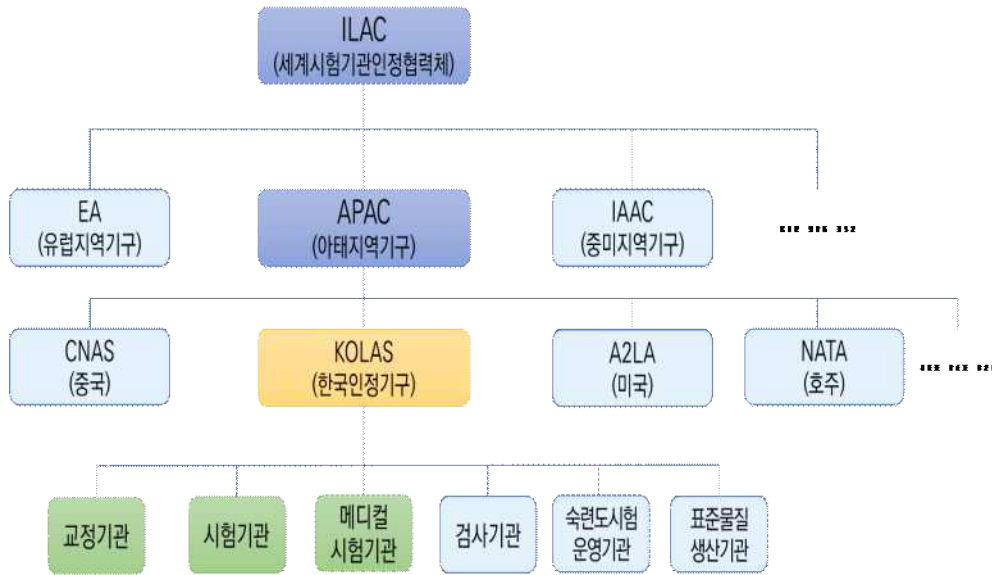 ILAC
(세계시험기관인정협력체)
EA
(유럽지역기구)
APAC
(아태지역기구)
IAAC
(중미지역기구)
CNAS
(중국)
KOLAS
(한국인정기구)
A2LA
(미국)
NATA
(호주)
교정기관
시험기관
메디컬
시험기관
검사기관
숙련도시험
운영기관
표준물질
생산기관